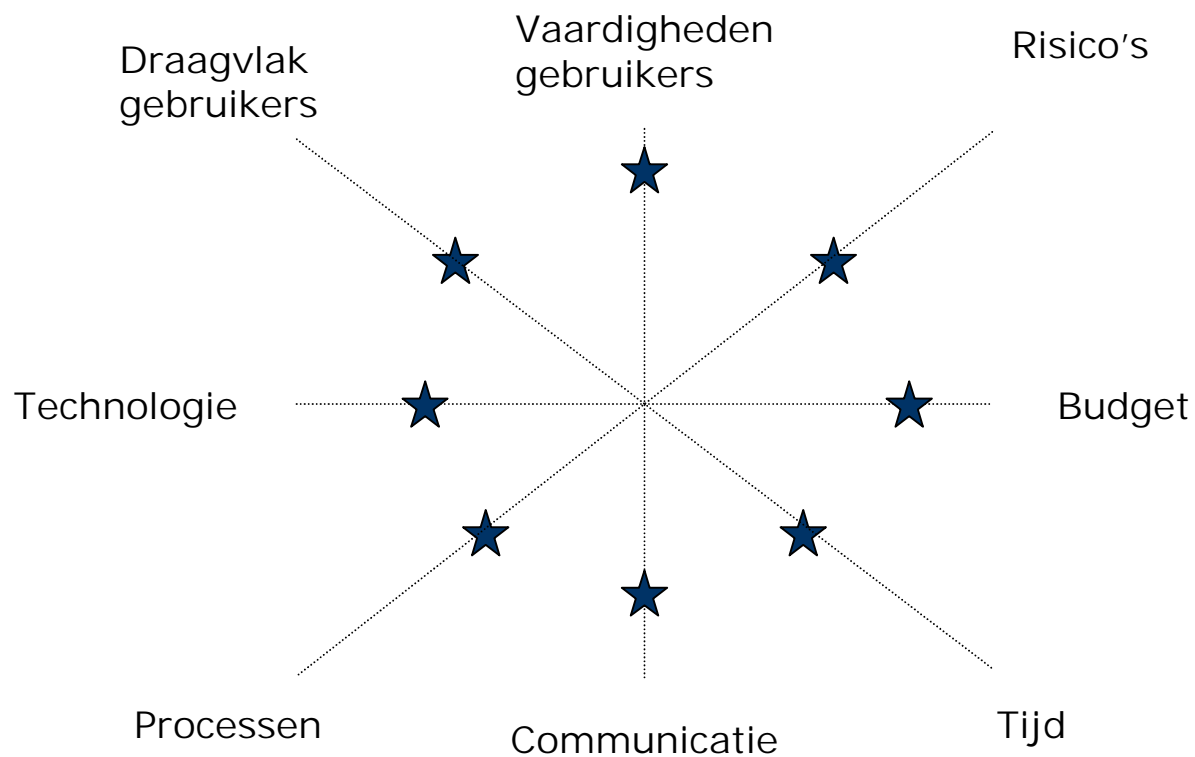 Vaardigheden
gebruikers
Draagvlak
gebruikers
Risico's
Technologie
Budget
Processen
Communicatie
Tijd